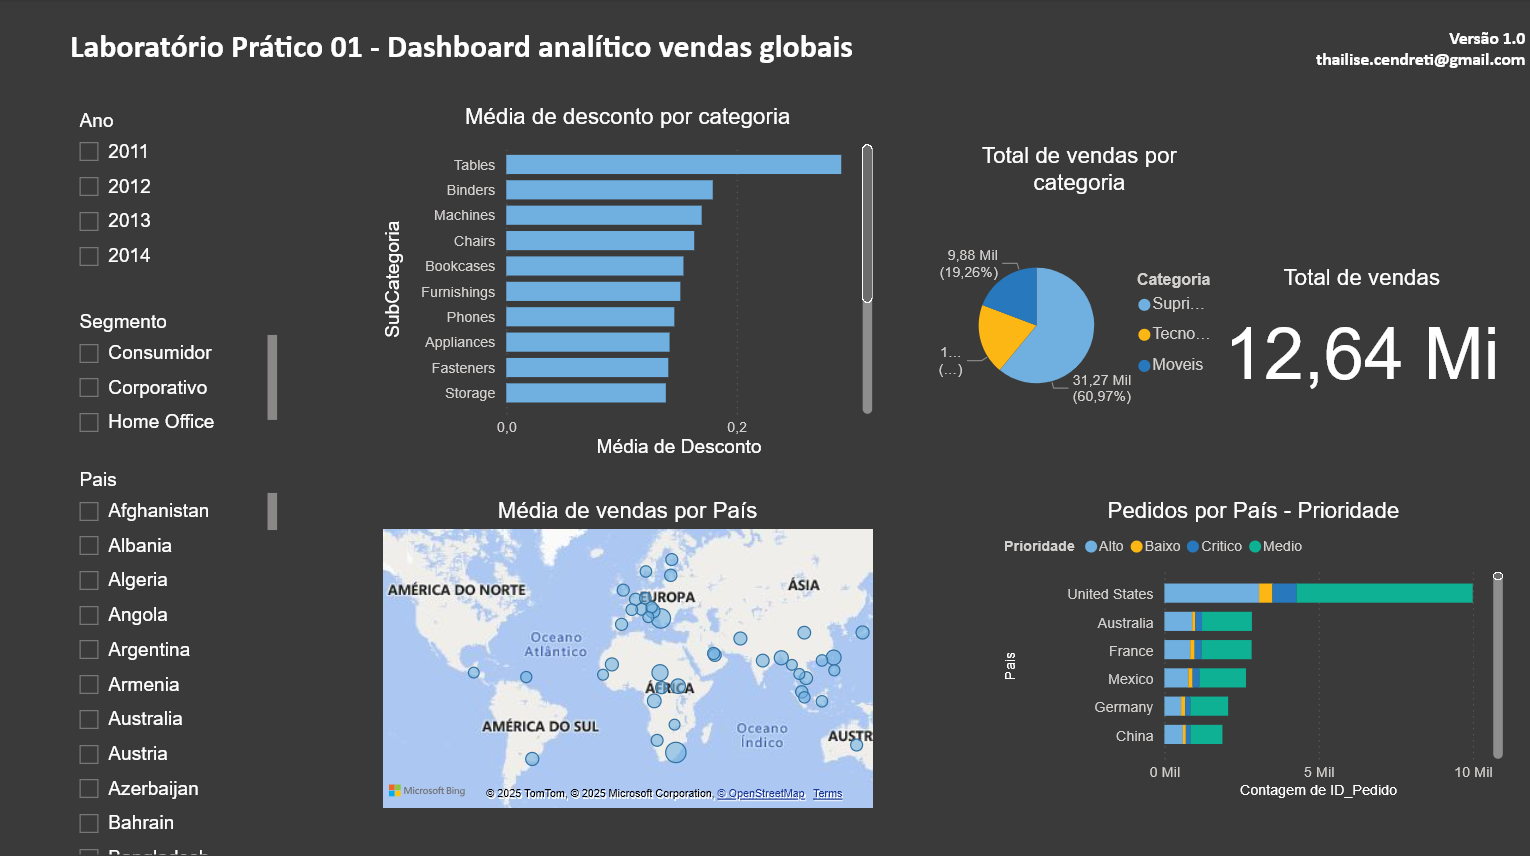 Laboratório Prático 01 - Dashboard analítico vendas globais
Versão 1.0
thailise.cendreti@gmail.com
Ano
2011
2012
2013
2014
Segmento
Consumidor
Corporativo
Home Office
Pais
Afghanistan
Albania
Algeria
Angola
Argentina
Armenia
Australia
Austria
Azerbaijan
Bahrain
Bangladesh
Média de desconto por categoria
SubCategoria
Tables
Binders
Machines
Chairs
Bookcases
Furnishings
Phones
Appliances
Fasteners
Storage
0,0
0,2
Média de Desconto
Total de vendas por
categoria
9,88 Mil
(19,26%)
1...
(...)
31,27 Mil
(60,97%)
Categoria
Supri...
Tecno...
Moveis
Total de vendas
12,64 Mi
Média de vendas por País
AMÉRICA DO NORTE
EUROPA
ÁSIA
Oceano
Atlântico
ÁFRICA
AMÉRICA DO SUL
Oceano
Índico
AUSTR
Microsoft Bing
© 2025 TomTom, © 2025 Microsoft Corporation, © OpenStreetMap Terms
Pedidos por País - Prioridade
Prioridade Alto Baixo Critico Medio
Pais
United States
Australia
France
Mexico
Germany
China
0 Mil
5 Mil
10 Mil
Contagem de ID_Pedido